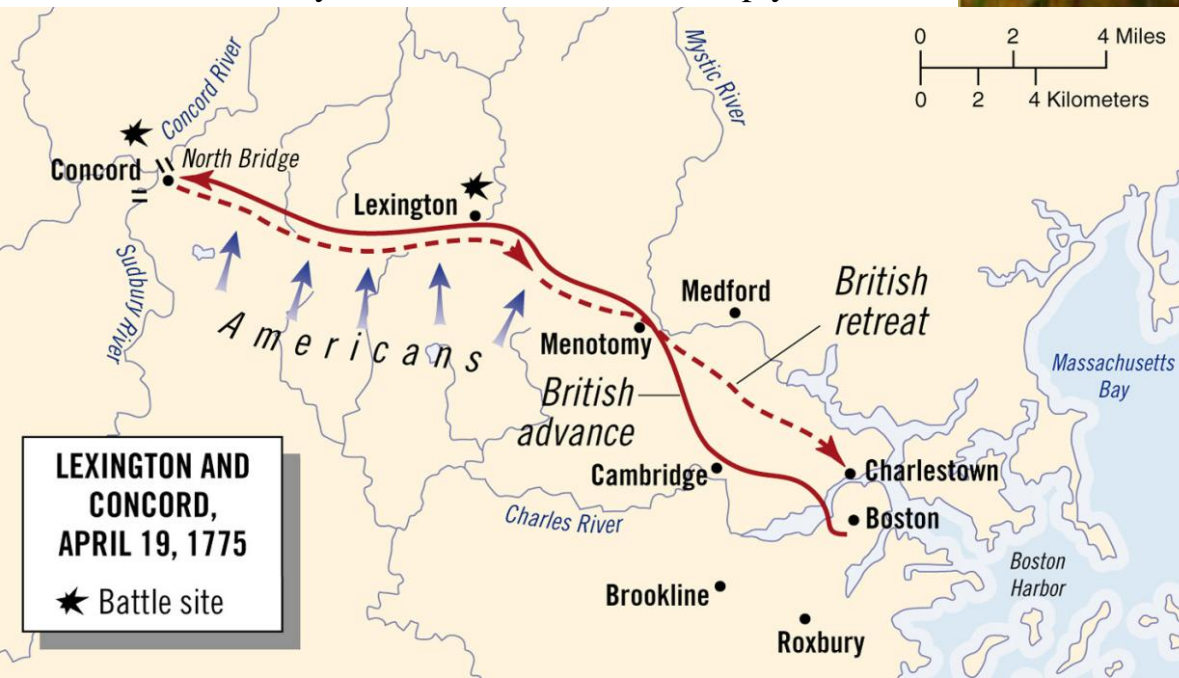 0 2 4 Miles
0 2 4 Kilometers
Mystic River
Concord River
Concord
North Bridge
Lexington
Sudbury River
Medford
British
retreat
Menotomy
Americans
Massachusetts
Bay
British
advance
Cambridge
Charlestown
Charles River
Boston
LEXINGTON AND
CONCORD,
APRIL 19, 1775
Battle site
Boston
Harbor
Brookline
Roxbury